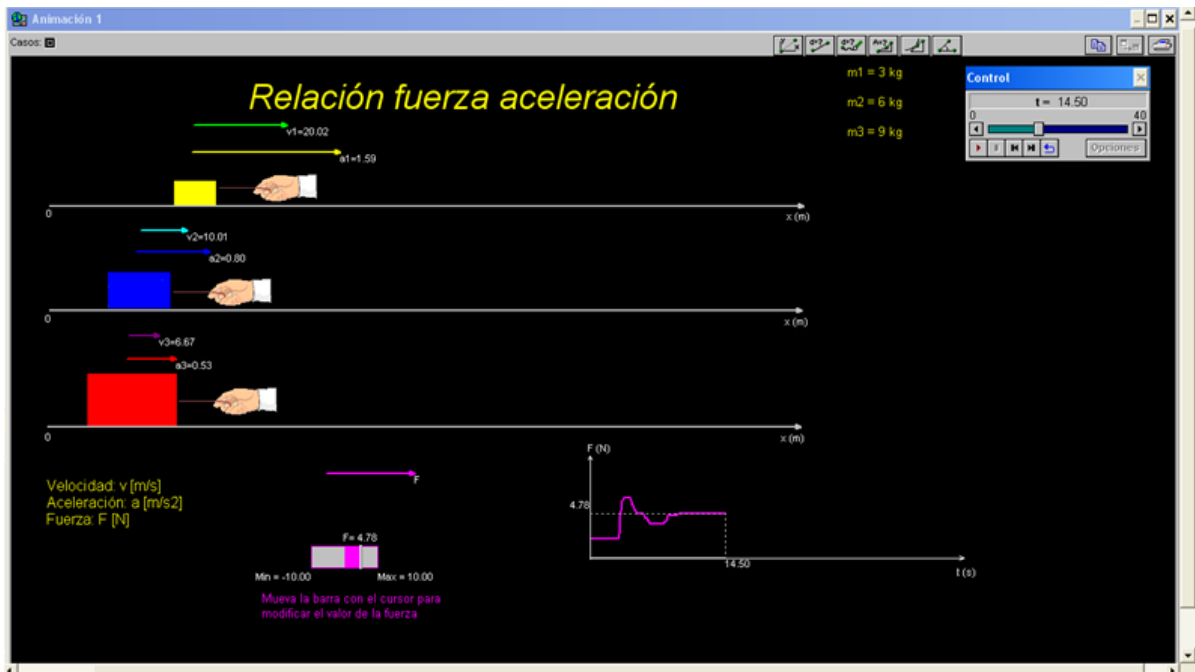 Animación 1
Casos:
Relación fuerza aceleración
m1 = 3 kg
m2 = 6 kg
m3 = 9 kg
Control
t = 14.50
0 40
Opciones
v1=20.02
a1=1.59
0 x (m)
v2=10.01
a2=0.80
0 x (m)
v3=6.67
a3=0.53
0 x (m)
Velocidad: v [m/s]
Aceleración: a [m/s2]
Fuerza: F [N]
F
F= 4.78
Min = -10.00 Max = 10.00
Mueva la barra con el cursor para
modificar el valor de la fuerza
F (N)
4.78
14.50
t (s)